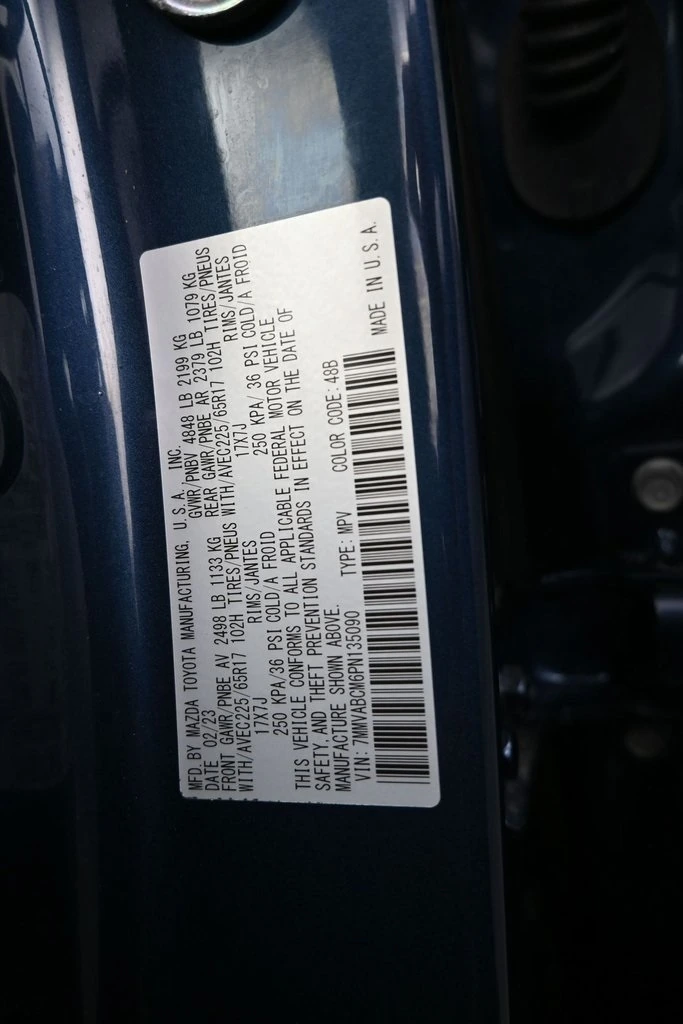 MFD. BY MAZDA TOYOTA MANUFACTURING, U.S.A., INC.
DATE 02/23 GVWR/PNBV 4848 LB 2199 KG
FRONT GAWR/PNBE AV 2498 LB 1133 KG REAR GAWR/PNBE AR 2379 LB 1079 KG
WITH/AVEC225/65R17 102H TIRES/PNEUS WITH/AVEC225/65R17 102H TIRES/PNEUS
17X7J RIMS/JANTES 17X7J RIMS/JANTES
250 KPA/36 PSI COLD/A FROID 250 KPA/36 PSI COLD/A FROID
THIS VEHICLE CONFORMS TO ALL APPLICABLE FEDERAL MOTOR VEHICLE
SAFETY AND THEFT PREVENTION STANDARDS IN EFFECT ON THE DATE OF
MANUFACTURE SHOWN ABOVE.
VIN: 7MMVABCM6PN135090 TYPE: MPV COLOR CODE: 48B
MADE IN U.S.A.